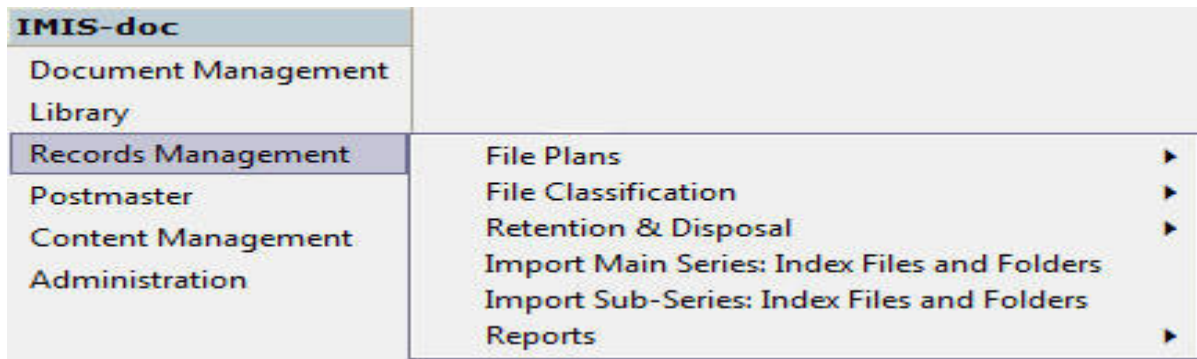 IMIS-doc
Document Management
Library
Records Management
Postmaster
Content Management
Administration
File Plans
File Classification
Retention & Disposal
Import Main Series: Index Files and Folders
Import Sub-Series: Index Files and Folders
Reports